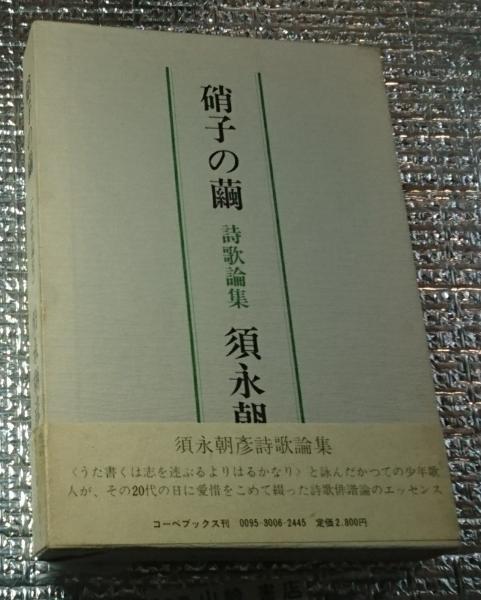 硝子の繭
詩歌論集
須永朝
須永朝彦詩歌論集
〈うた書くは志を述ぶるよりはるかなり〉と詠んだかつての少年歌
人が、その20代の日に愛惜をこめて綴った詩歌俳諧論のエッセンス
コーベブックス刊 0095-3006-2445 定価2,800円
硝子の繭